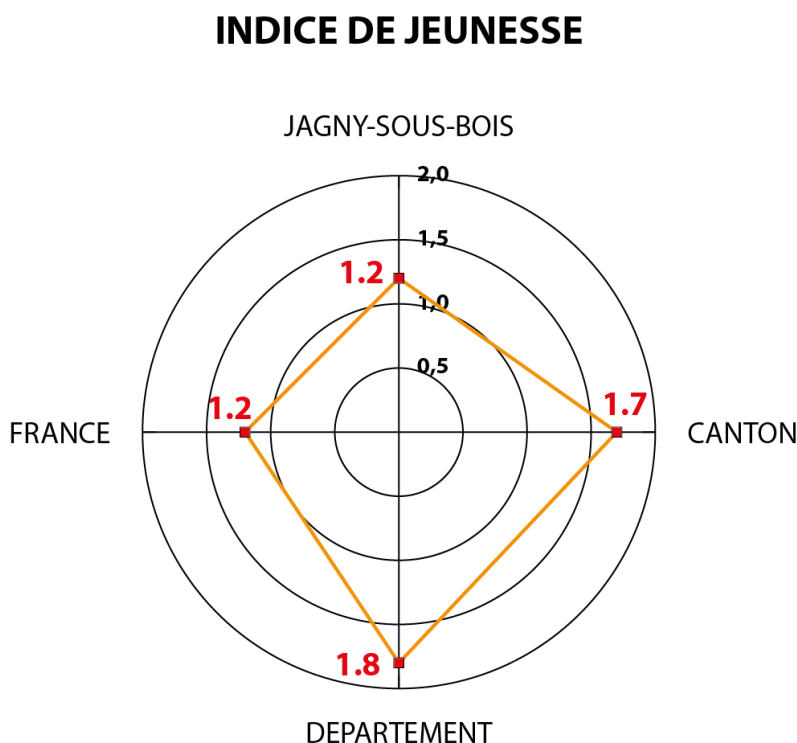 INDICE DE JEUNESSE
JAGNY-SOUS-BOIS
2,0
1,5
1.2
1,0
0,5
1.2
1.7
FRANCE
CANTON
1.8
DEPARTEMENT